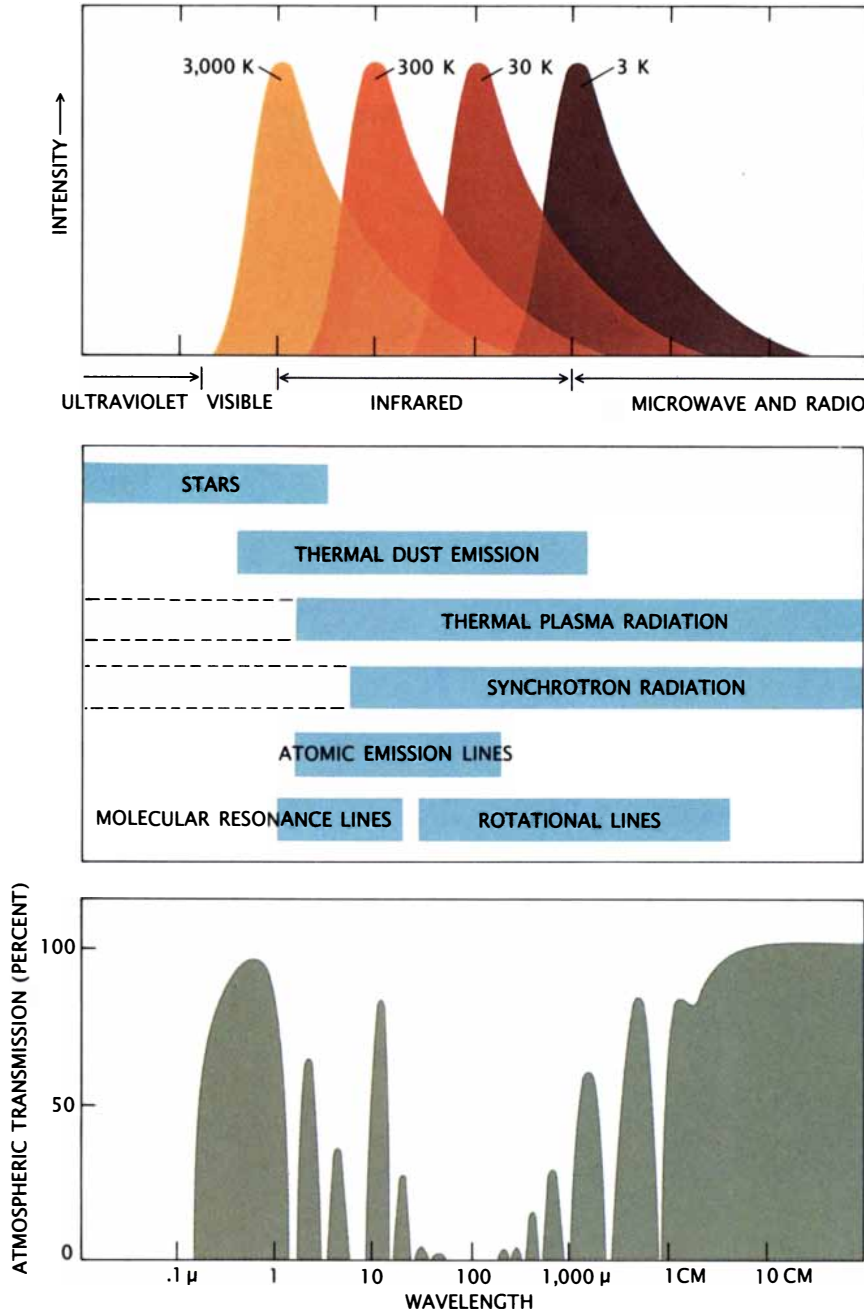 3,000 K 300 K 30 K 3 K
INTENSITY
ULTRAVIOLET VISIBLE INFRARED MICROWAVE AND RADIO
STARS
THERMAL DUST EMISSION
THERMAL PLASMA RADIATION
SYNCHROTRON RADIATION
ATOMIC EMISSION LINES
MOLECULAR RESONANCE LINES ROTATIONAL LINES
ATMOSPHERIC TRANSMISSION (PERCENT)
100
50
0
.1 μ 1 10 100 1,000 μ 1 CM 10 CM
WAVELENGTH